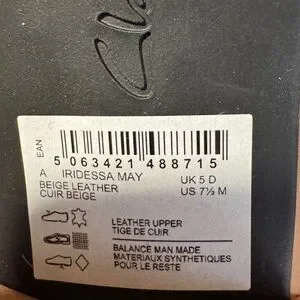 Cla
EAN
5 063421 488715
A IRIDESSA MAY UK 5 D
BEIGE LEATHER US 7½ M
CUIR BEIGE
LEATHER UPPER
TIGE DE CUIR
BALANCE MAN MADE
MATERIAUX SYNTHETIQUES
POUR LE RESTE